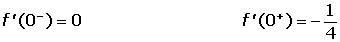 f′(0⁻) = 0 f′(0⁺) = −1/4